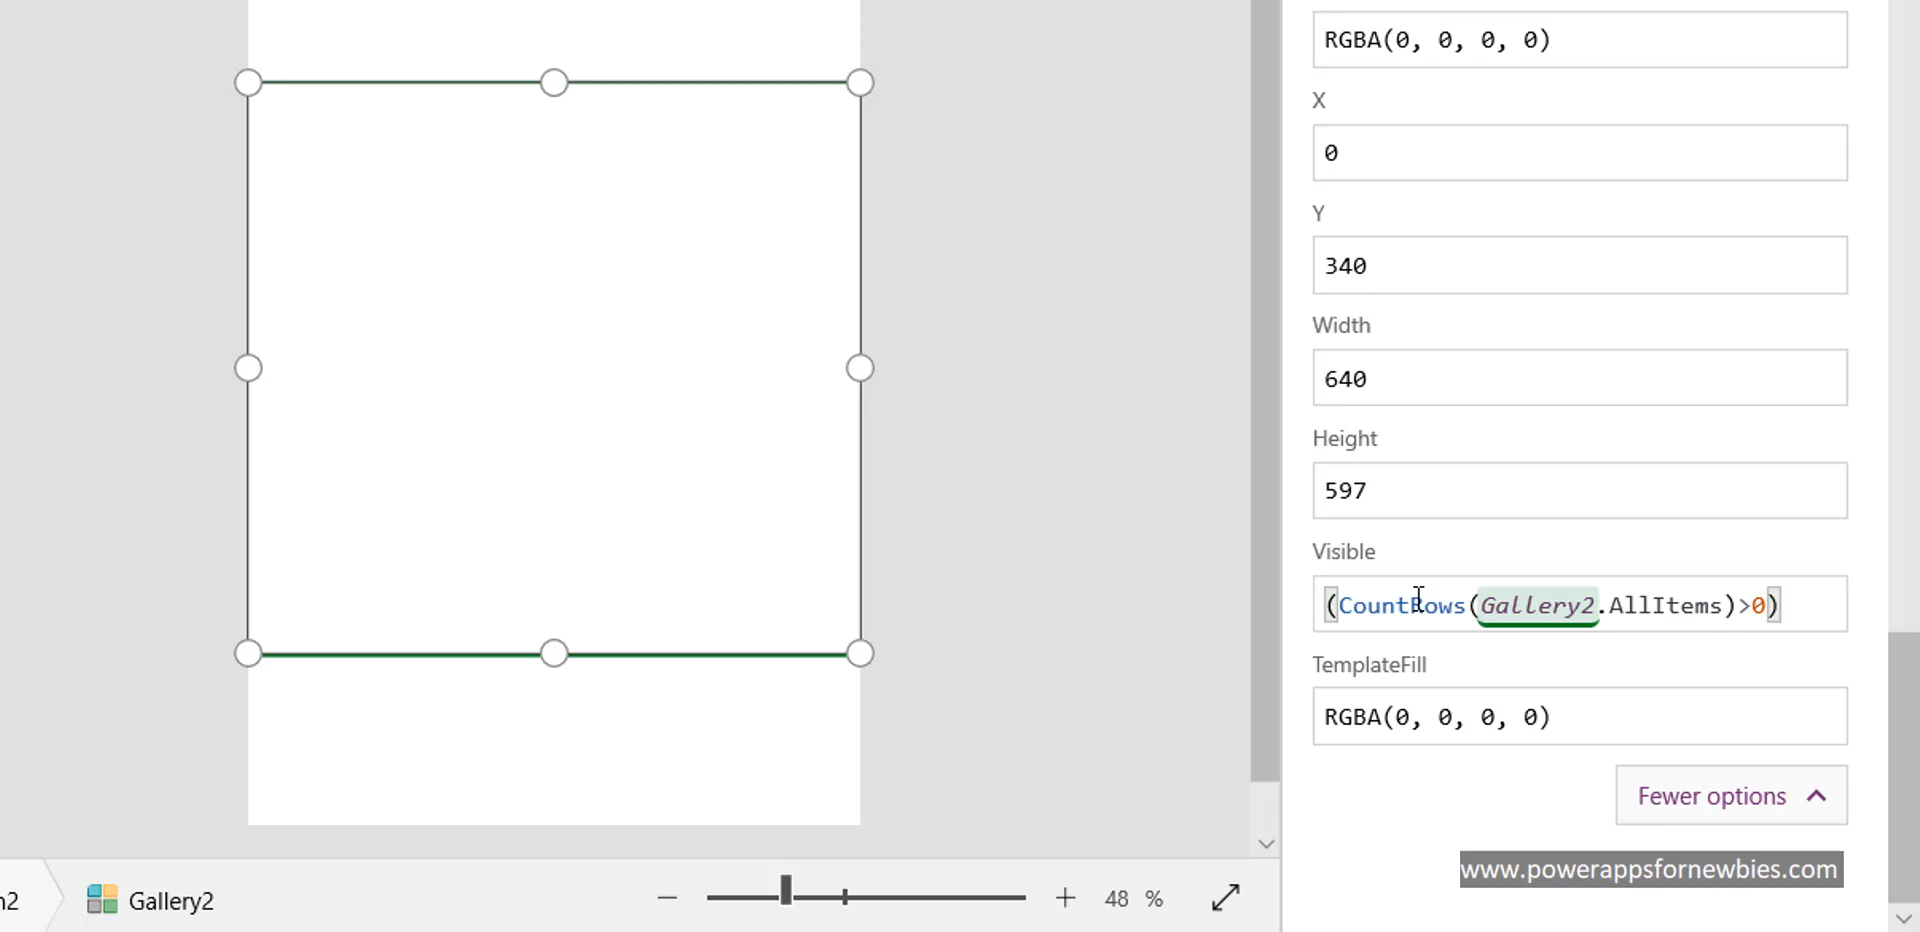 RGBA(0, 0, 0, 0)
X
0
Y
340
Width
640
Height
597
Visible
(CountRows(Gallery2.AllItems)>0)
TemplateFill
RGBA(0, 0, 0, 0)
Fewer options
www.powerappsfornewbies.com
n2
Gallery2
48 %